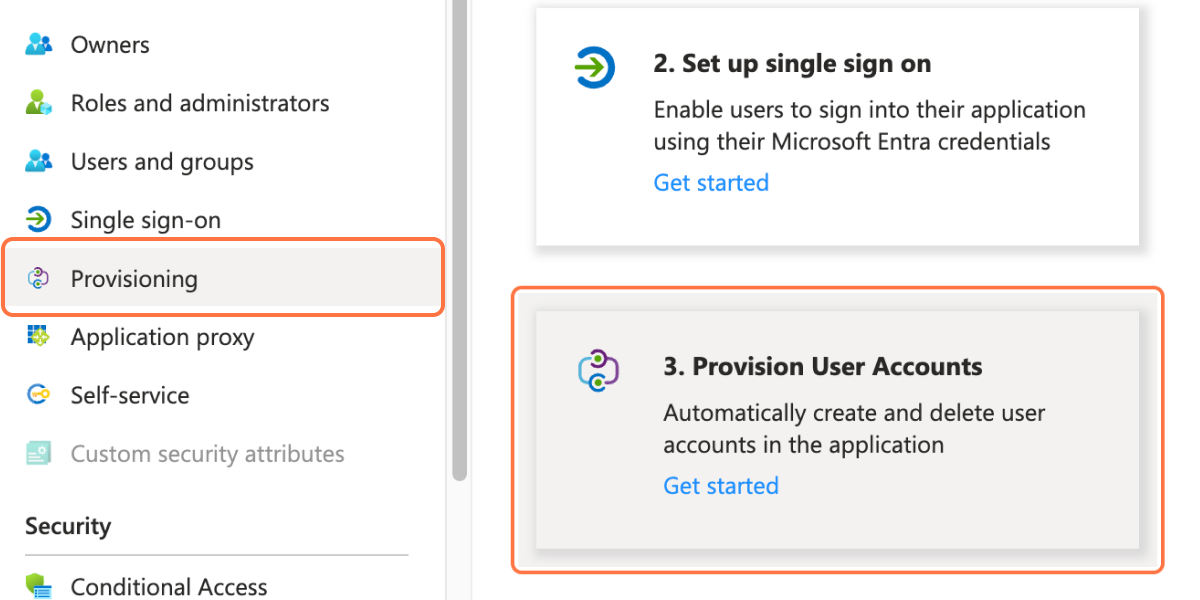 Owners
Roles and administrators
Users and groups
Single sign-on
Provisioning
Application proxy
Self-service
Custom security attributes
Security
Conditional Access
2. Set up single sign on
Enable users to sign into their application
using their Microsoft Entra credentials
Get started
3. Provision User Accounts
Automatically create and delete user
accounts in the application
Get started